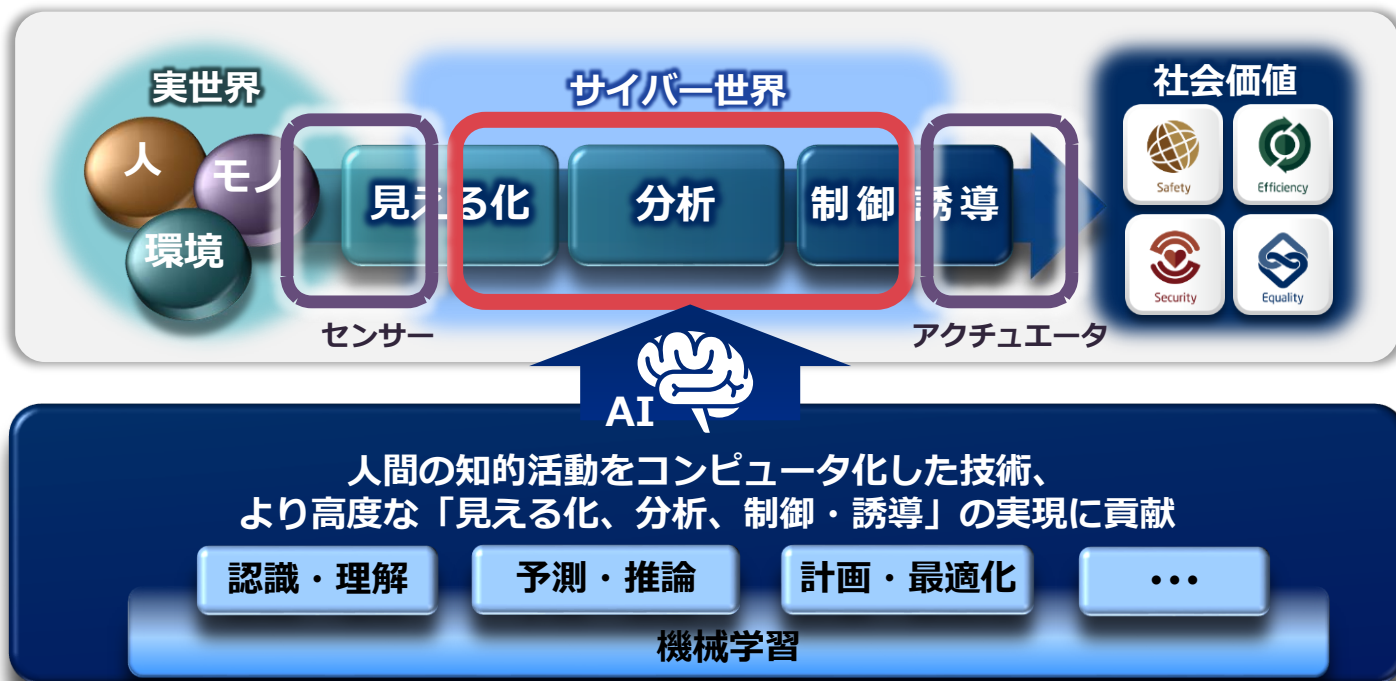 実世界
サイバー世界
社会価値
人
モノ
環境
見える化
分析
制御 誘導
Safety
Efficiency
Security
Equality
センサー
アクチュエータ
AI
人間の知的活動をコンピュータ化した技術、
より高度な「見える化、分析、制御・誘導」の実現に貢献
認識・理解
予測・推論
計画・最適化
・・・
機械学習